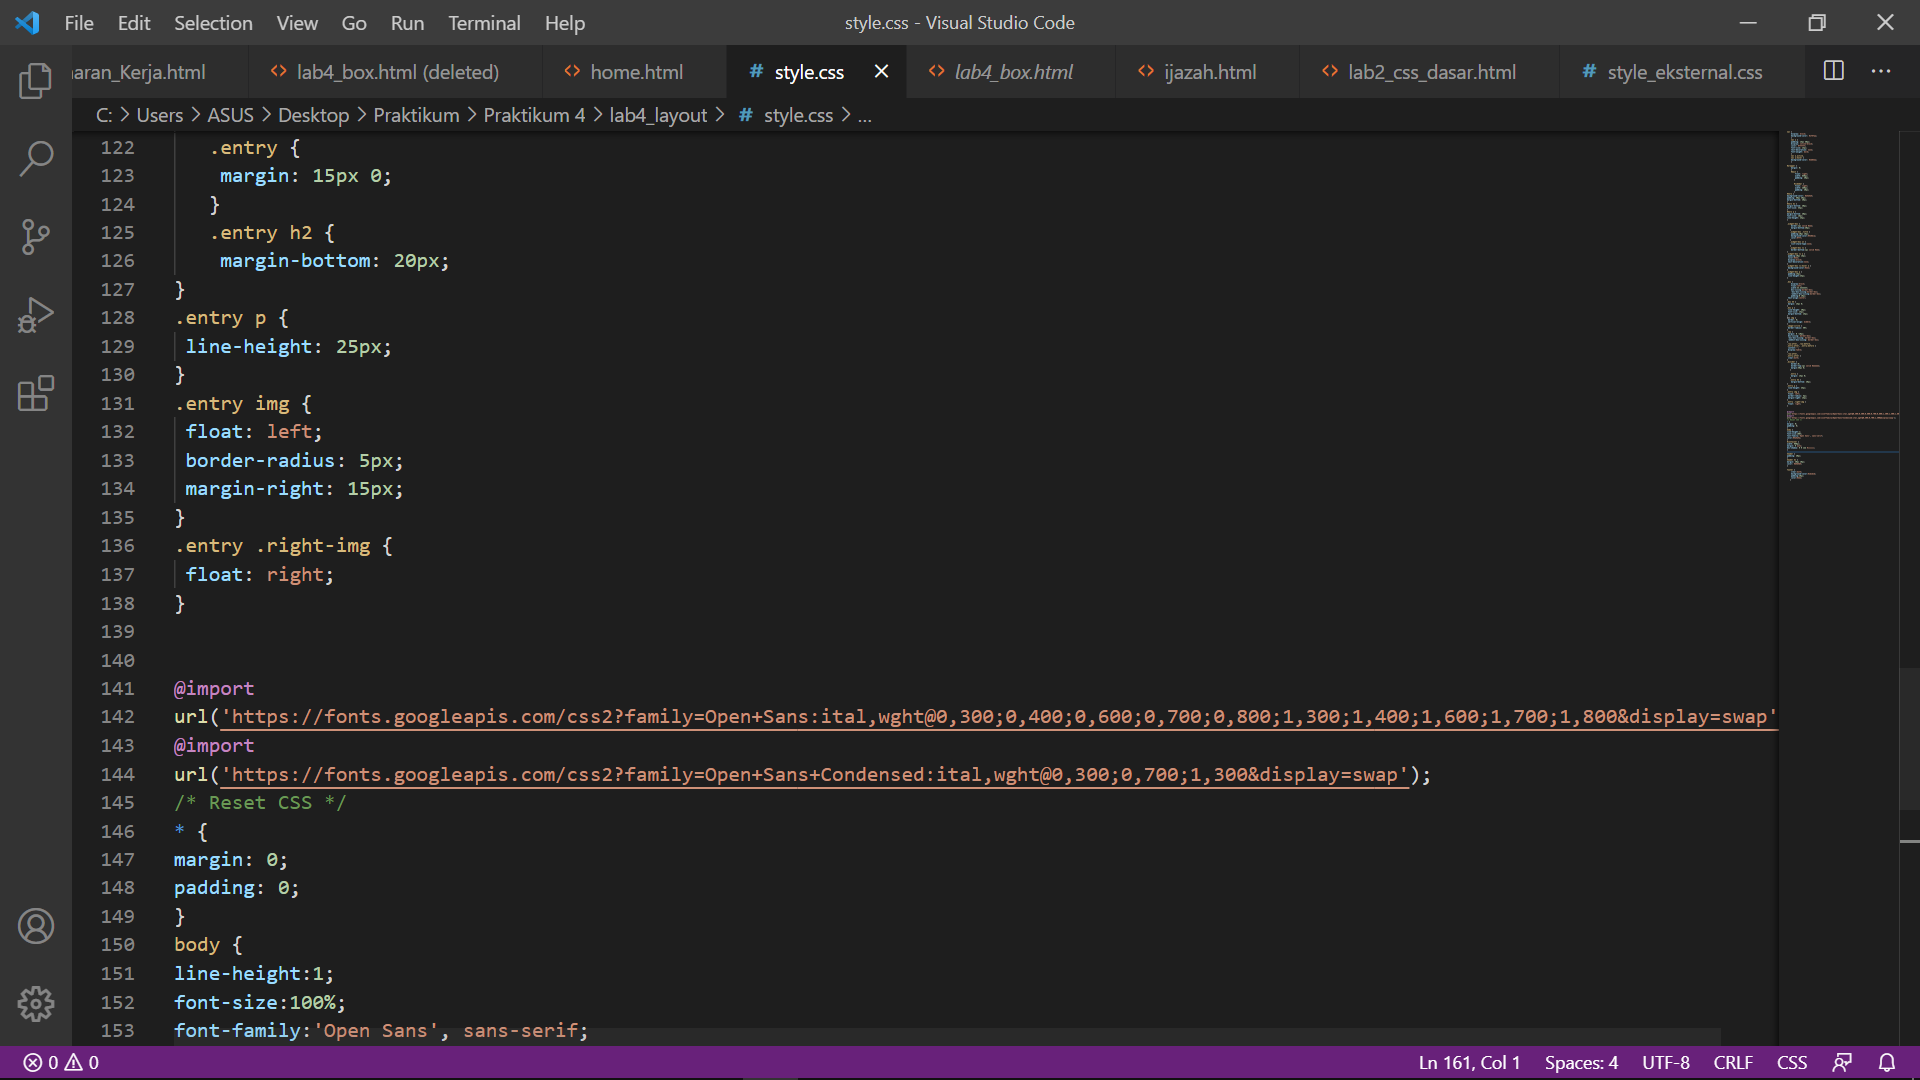 File Edit Selection View Go Run Terminal Help
style.css - Visual Studio Code
aran_Kerja.html
lab4_box.html (deleted)
home.html
# style.css
lab4_box.html
ijazah.html
lab2_css_dasar.html
# style_eksternal.css
C: > Users > ASUS > Desktop > Praktikum > Praktikum 4 > lab4_layout > # style.css > ...
122 .entry {
123 margin: 15px 0;
124 }
125 .entry h2 {
126 margin-bottom: 20px;
127 }
128 .entry p {
129 line-height: 25px;
130 }
131 .entry img {
132 float: left;
133 border-radius: 5px;
134 margin-right: 15px;
135 }
136 .entry .right-img {
137 float: right;
138 }
139
140
141 @import
142 url('https://fonts.googleapis.com/css2?family=Open+Sans:ital,wght@0,300;0,400;0,600;0,700;0,800;1,300;1,400;1,600;1,700;1,800&display=swap'
143 @import
144 url('https://fonts.googleapis.com/css2?family=Open+Sans+Condensed:ital,wght@0,300;0,700;1,300&display=swap');
145 /* Reset CSS */
146 * {
147 margin: 0;
148 padding: 0;
149 }
150 body {
151 line-height:1;
152 font-size:100%;
153 font-family:'Open Sans', sans-serif;
0 0
Ln 161, Col 1
Spaces: 4
UTF-8
CRLF
CSS